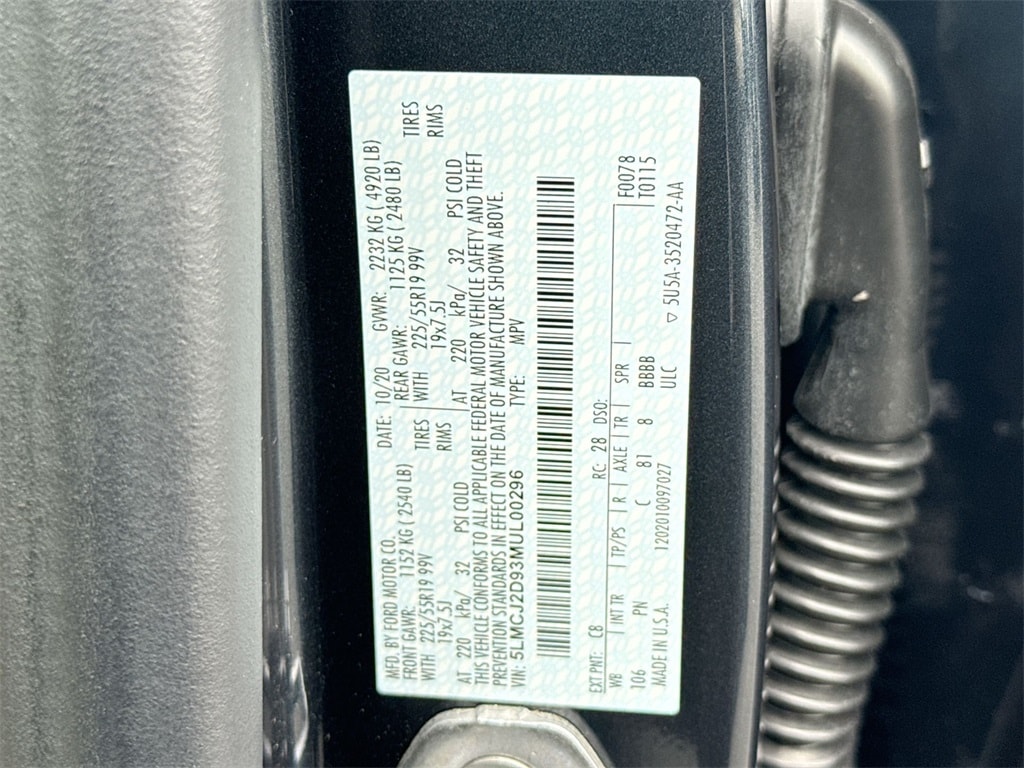 MFD. BY FORD MOTOR CO. DATE: 10/20 GVWR: 2232 KG ( 4920 LB)
FRONT GAWR: 1152 KG ( 2540 LB) REAR GAWR: 1125 KG ( 2480 LB)
WITH 225/55R19 99V TIRES WITH 225/55R19 99V TIRES
19x7.5J RIMS 19x7.5J RIMS
AT 220 kPa/ 32 PSI COLD AT 220 kPa/ 32 PSI COLD
THIS VEHICLE CONFORMS TO ALL APPLICABLE FEDERAL MOTOR VEHICLE SAFETY AND THEFT
PREVENTION STANDARDS IN EFFECT ON THE DATE OF MANUFACTURE SHOWN ABOVE.
VIN: 5LMCJ2D93MUL00296 TYPE: MPV
EXT PNT: C8 RC: 28 DSO:
WB | INT TR | TP/PS | R | AXLE | TR | SPR | F0078
106 PN C 81 8 BBBB T0115
ULC
MADE IN U.S.A. 1202010097027 ▽ 5U5A-3520472-AA